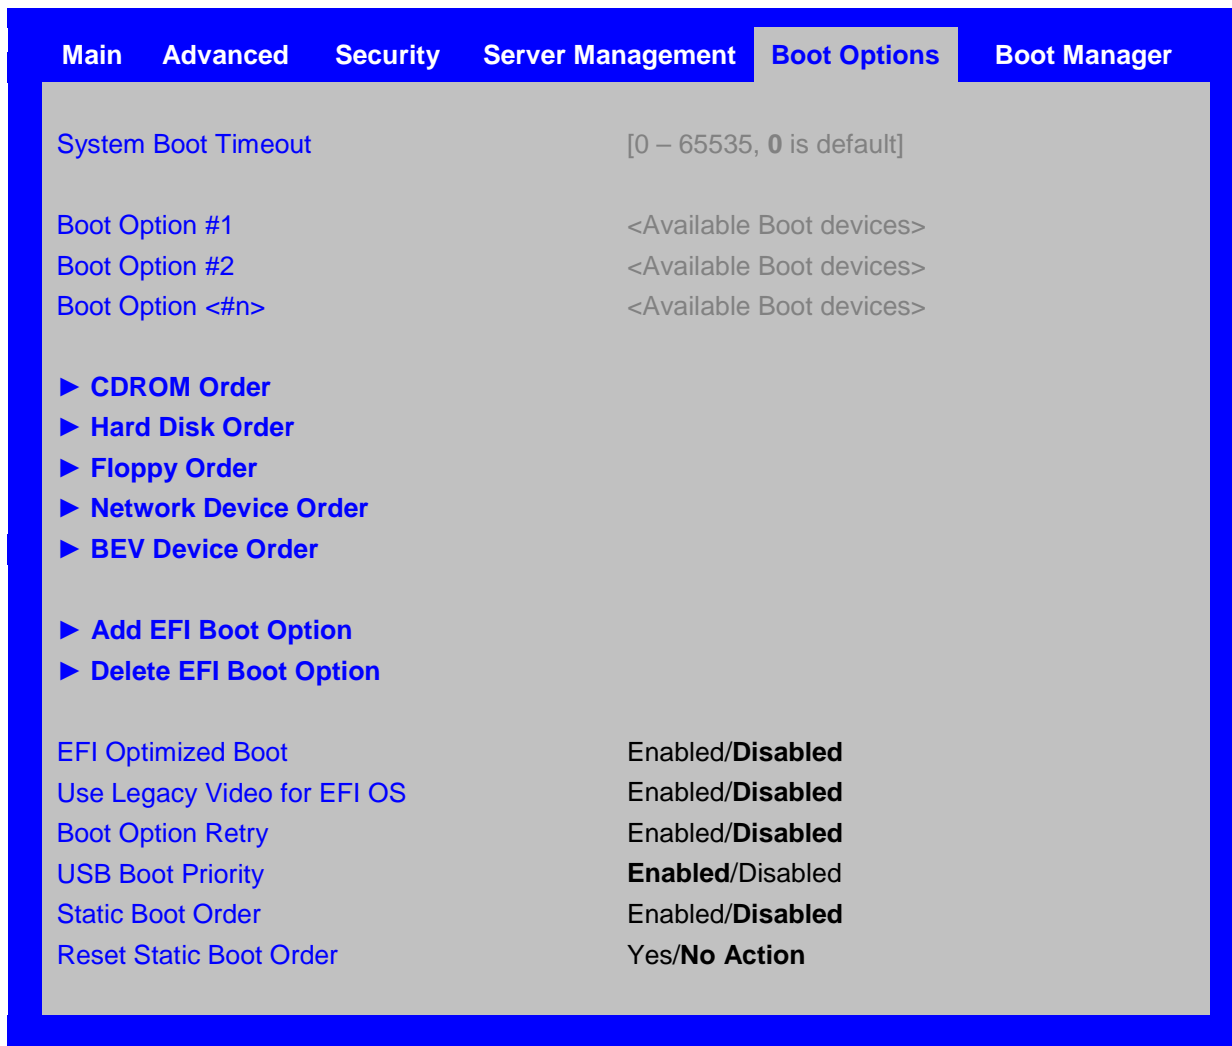 Main Advanced Security Server Management Boot Options Boot Manager
System Boot Timeout [0 – 65535, 0 is default]
Boot Option #1 <Available Boot devices>
Boot Option #2 <Available Boot devices>
Boot Option <#n> <Available Boot devices>
► CDROM Order
► Hard Disk Order
► Floppy Order
► Network Device Order
► BEV Device Order
► Add EFI Boot Option
► Delete EFI Boot Option
EFI Optimized Boot Enabled/Disabled
Use Legacy Video for EFI OS Enabled/Disabled
Boot Option Retry Enabled/Disabled
USB Boot Priority Enabled/Disabled
Static Boot Order Enabled/Disabled
Reset Static Boot Order Yes/No Action